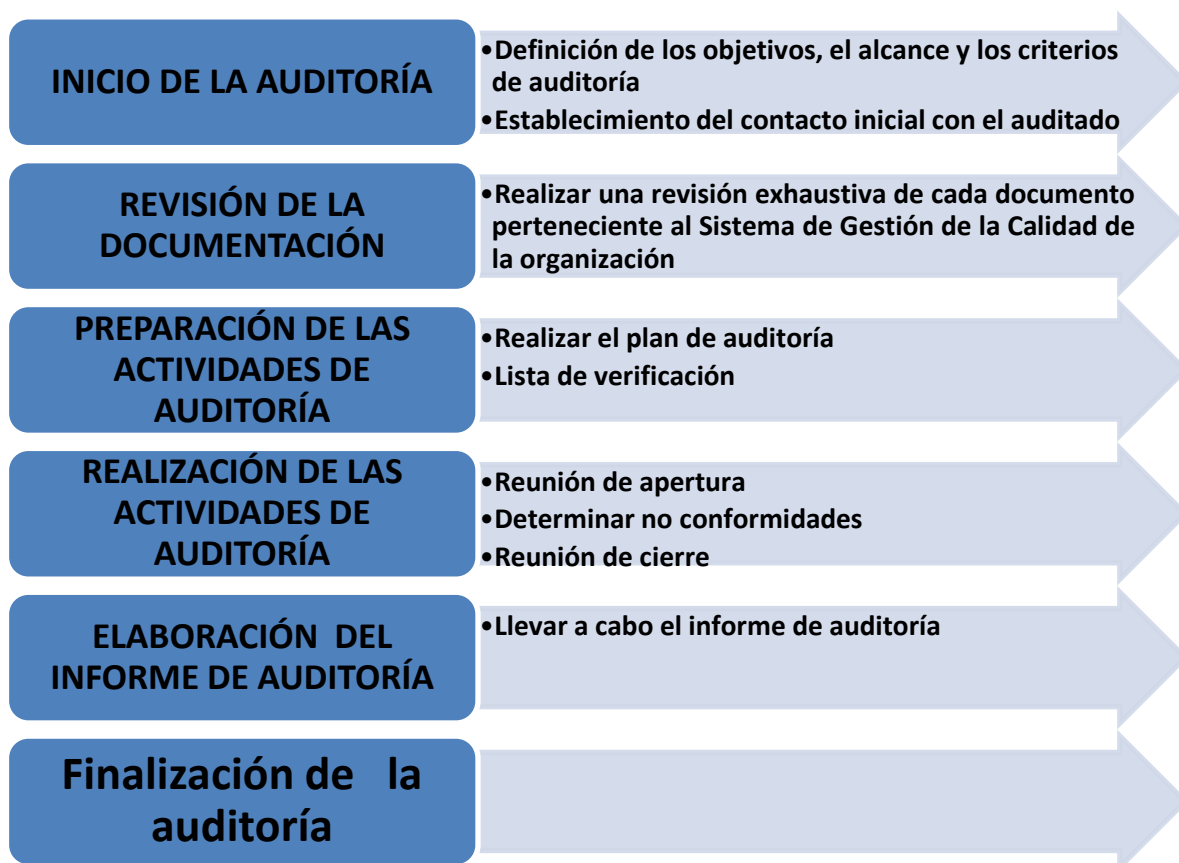 INICIO DE LA AUDITORÍA
•Definición de los objetivos, el alcance y los criterios
de auditoría
•Establecimiento del contacto inicial con el auditado
REVISIÓN DE LA
DOCUMENTACIÓN
•Realizar una revisión exhaustiva de cada documento
perteneciente al Sistema de Gestión de la Calidad de
la organización
PREPARACIÓN DE LAS
ACTIVIDADES DE
AUDITORÍA
•Realizar el plan de auditoría
•Lista de verificación
REALIZACIÓN DE LAS
ACTIVIDADES DE
AUDITORÍA
•Reunión de apertura
•Determinar no conformidades
•Reunión de cierre
ELABORACIÓN DEL
INFORME DE AUDITORÍA
•Llevar a cabo el informe de auditoría
Finalización de la
auditoría